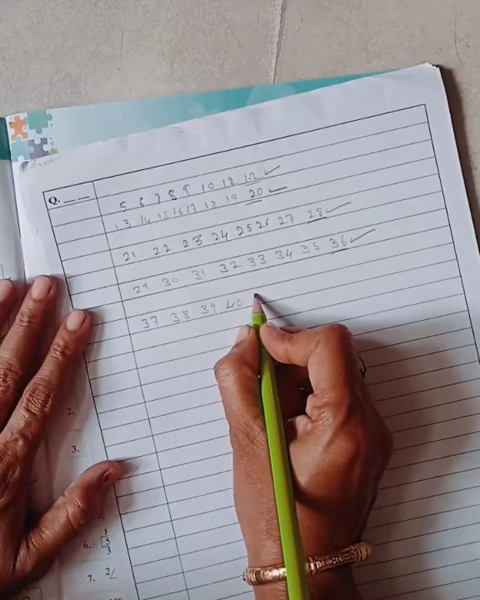 Q. __ __
5 6 7 8 9 10 11 12 ✓
13 14 15 16 17 18 19 20 ✓
21 22 23 24 25 26 27 28 ✓
29 30 31 32 33 34 35 36 ✓
37 38 39 40
2.
3.
6.
7.